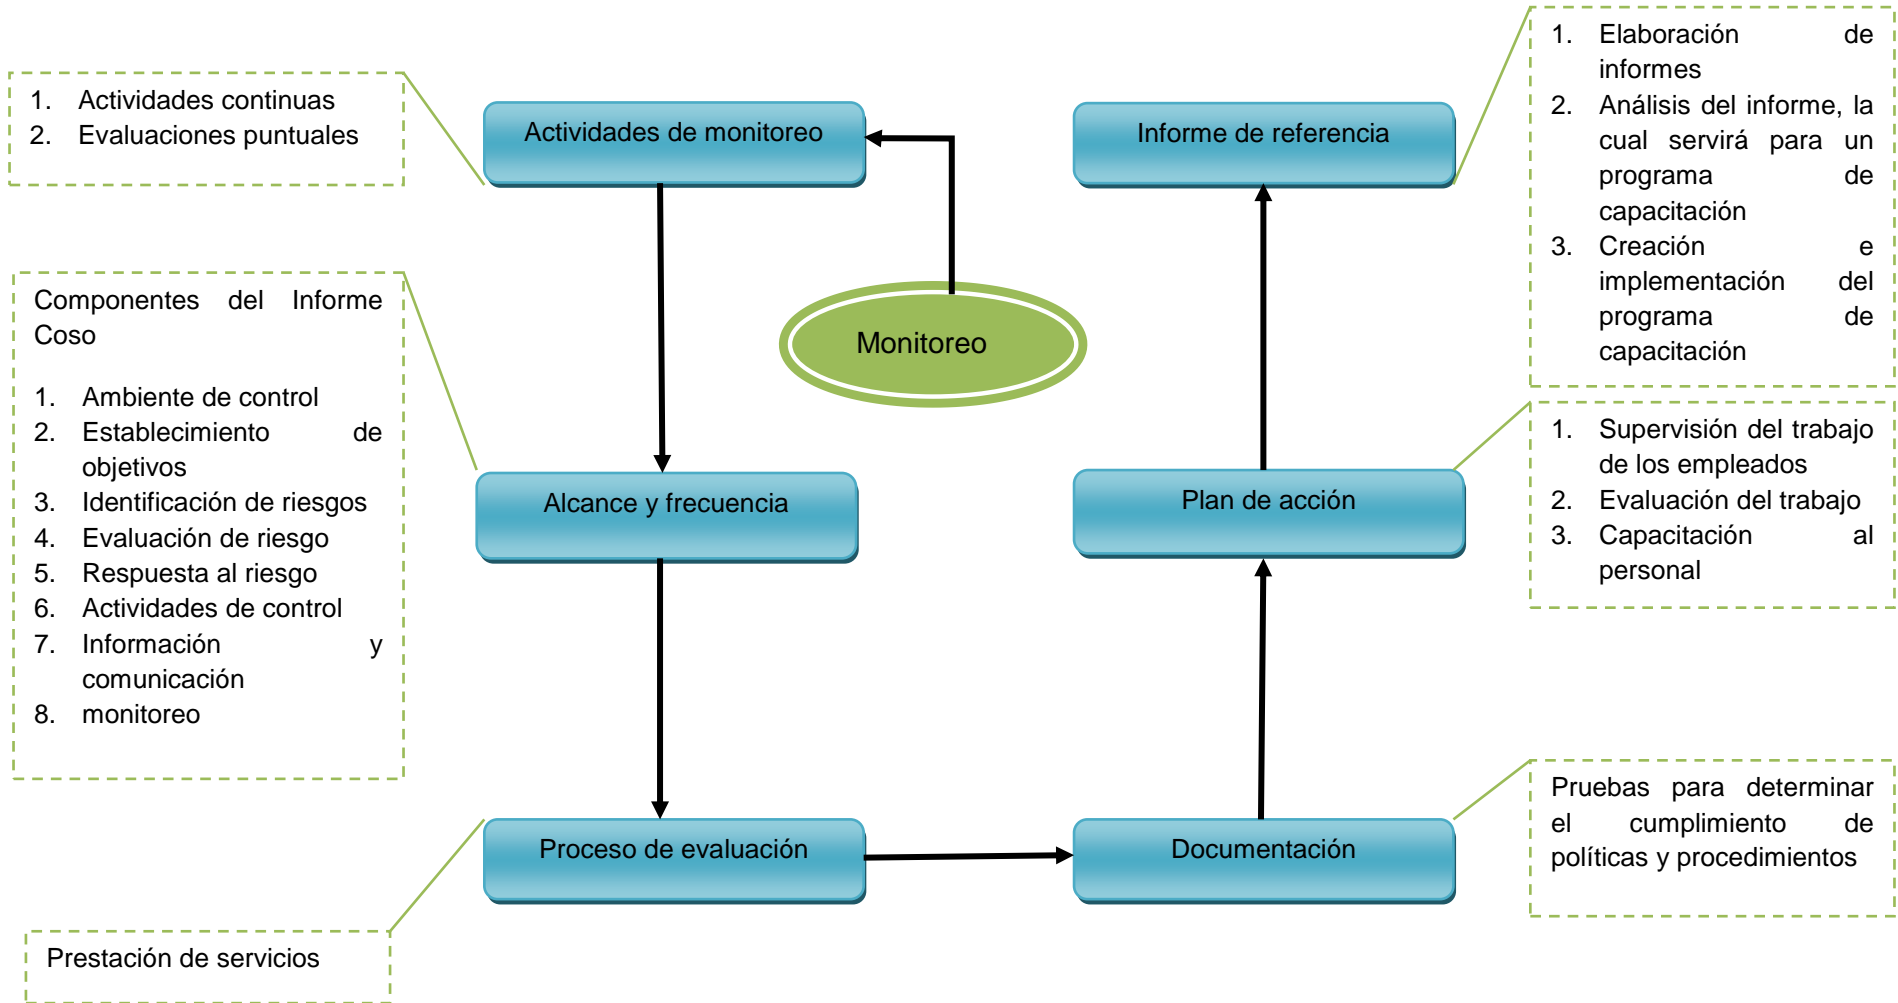 1. Actividades continuas
2. Evaluaciones puntuales
Actividades de monitoreo
Informe de referencia
1. Elaboración de
informes
2. Análisis del informe, la
cual servirá para un
programa de
capacitación
3. Creación e
implementación del
programa de
capacitación
Monitoreo
Componentes del Informe
Coso
1. Ambiente de control
2. Establecimiento de
objetivos
3. Identificación de riesgos
4. Evaluación de riesgo
5. Respuesta al riesgo
6. Actividades de control
7. Información y
comunicación
8. monitoreo
Alcance y frecuencia
Plan de acción
1. Supervisión del trabajo
de los empleados
2. Evaluación del trabajo
3. Capacitación al
personal
Proceso de evaluación
Documentación
Pruebas para determinar
el cumplimiento de
políticas y procedimientos
Prestación de servicios